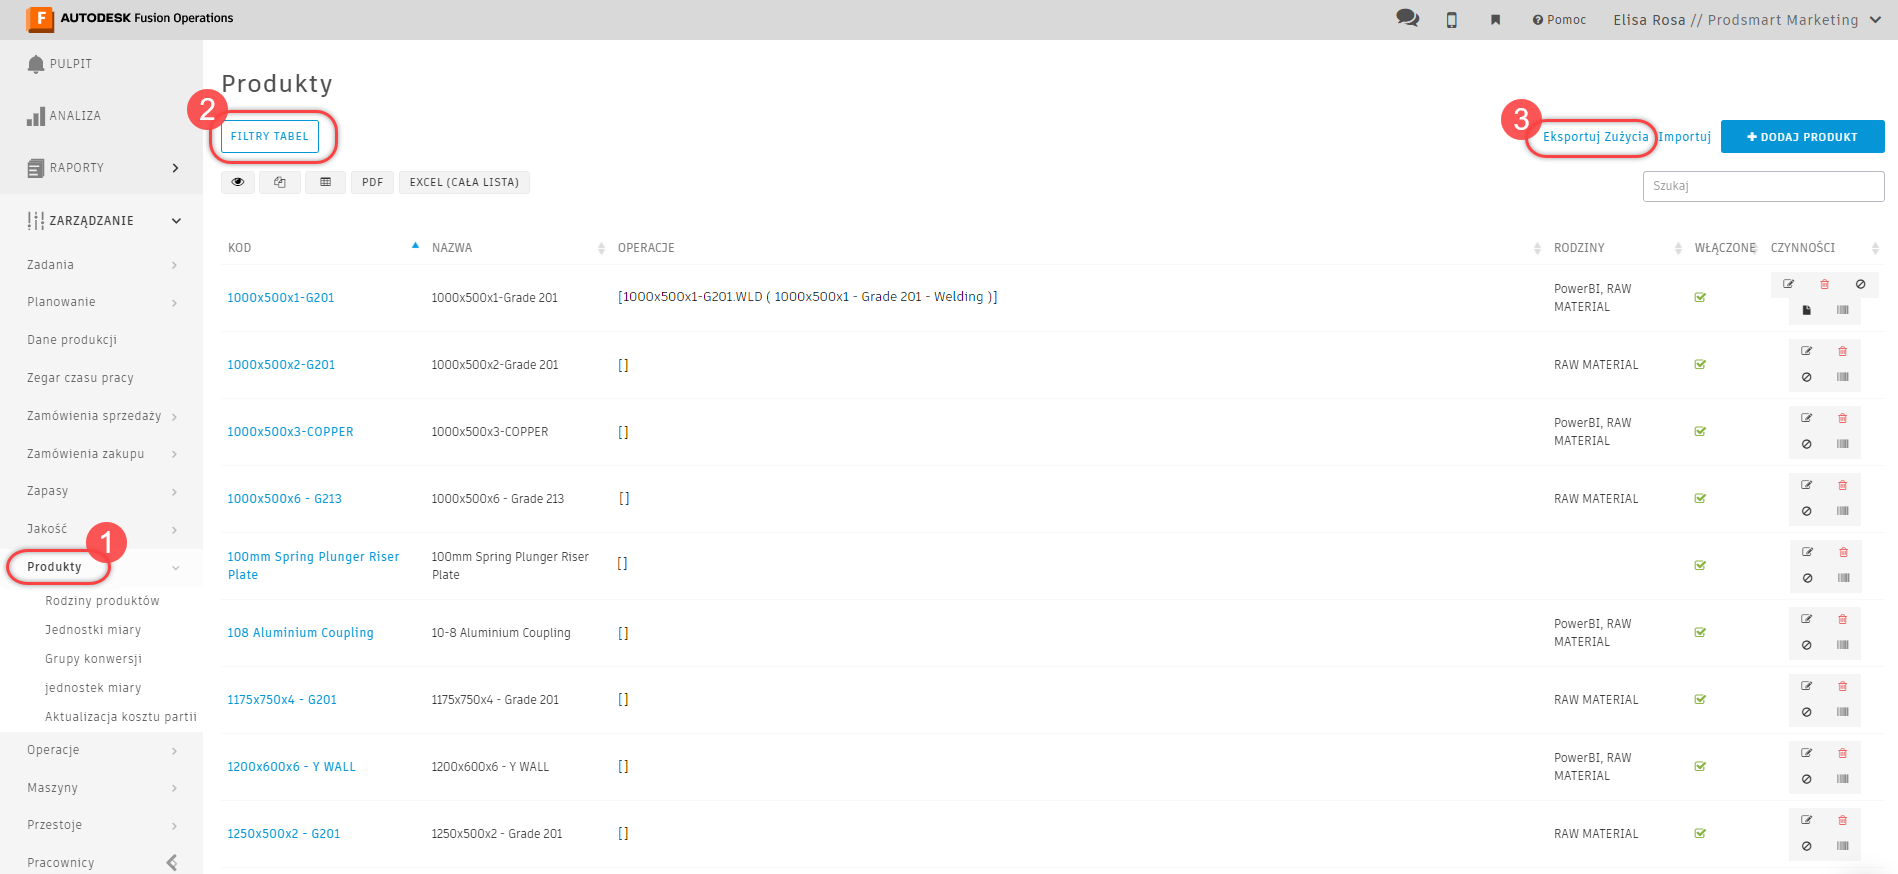 F AUTODESK Fusion Operations
Pomoc
Elisa Rosa // Prodsmart Marketing
PULPIT
ANALIZA
RAPORTY
ZARZĄDZANIE
Zadania
Planowanie
Dane produkcji
Zegar czasu pracy
Zamówienia sprzedaży
Zamówienia zakupu
Zapasy
Jakość
1
Produkty
Rodziny produktów
Jednostki miary
Grupy konwersji
jednostek miary
Aktualizacja kosztu partii
Operacje
Maszyny
Przestoje
Pracownicy
Produkty
2
FILTRY TABEL
3
Eksportuj Zużycia
Importuj
DODAJ PRODUKT
PDF
EXCEL (CAŁA LISTA)
Szukaj
KOD NAZWA OPERACJE RODZINY WŁĄCZONE CZYNNOŚCI
1000x500x1-G201 1000x500x1-Grade 201 [1000x500x1-G201.WLD ( 1000x500x1 - Grade 201 - Welding )] PowerBI, RAW
MATERIAL
1000x500x2-G201 1000x500x2-Grade 201 [] RAW MATERIAL
1000x500x3-COPPER 1000x500x3-COPPER [] PowerBI, RAW
MATERIAL
1000x500x6 - G213 1000x500x6 - Grade 213 [] RAW MATERIAL
100mm Spring Plunger Riser 100mm Spring Plunger Riser []
Plate Plate
108 Aluminium Coupling 10-8 Aluminium Coupling [] PowerBI, RAW
MATERIAL
1175x750x4 - G201 1175x750x4 - Grade 201 [] RAW MATERIAL
1200x600x6 - Y WALL 1200x600x6 - Y WALL [] PowerBI, RAW
MATERIAL
1250x500x2 - G201 1250x500x2 - Grade 201 [] RAW MATERIAL